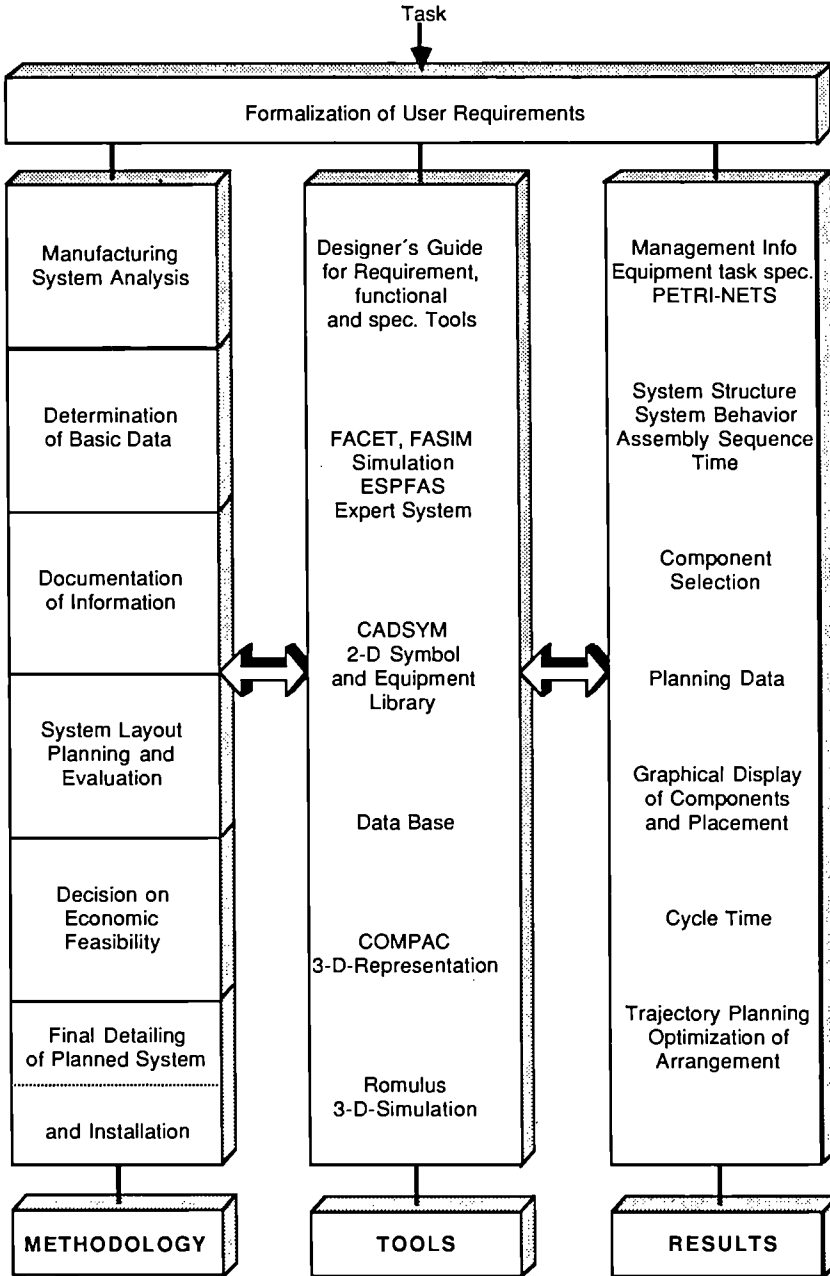 Task
Formalization of User Requirements
Manufacturing
System Analysis
Determination
of Basic Data
Documentation
of Information
System Layout
Planning and
Evaluation
Decision on
Economic
Feasibility
Final Detailing
of Planned System
and Installation
METHODOLOGY
Designer´s Guide
for Requirement,
functional
and spec. Tools
FACET, FASIM
Simulation
ESPFAS
Expert System
CADSYM
2-D Symbol
and Equipment
Library
Data Base
COMPAC
3-D-Representation
Romulus
3-D-Simulation
TOOLS
Management Info
Equipment task spec.
PETRI-NETS
System Structure
System Behavior
Assembly Sequence
Time
Component
Selection
Planning Data
Graphical Display
of Components
and Placement
Cycle Time
Trajectory Planning
Optimization of
Arrangement
RESULTS